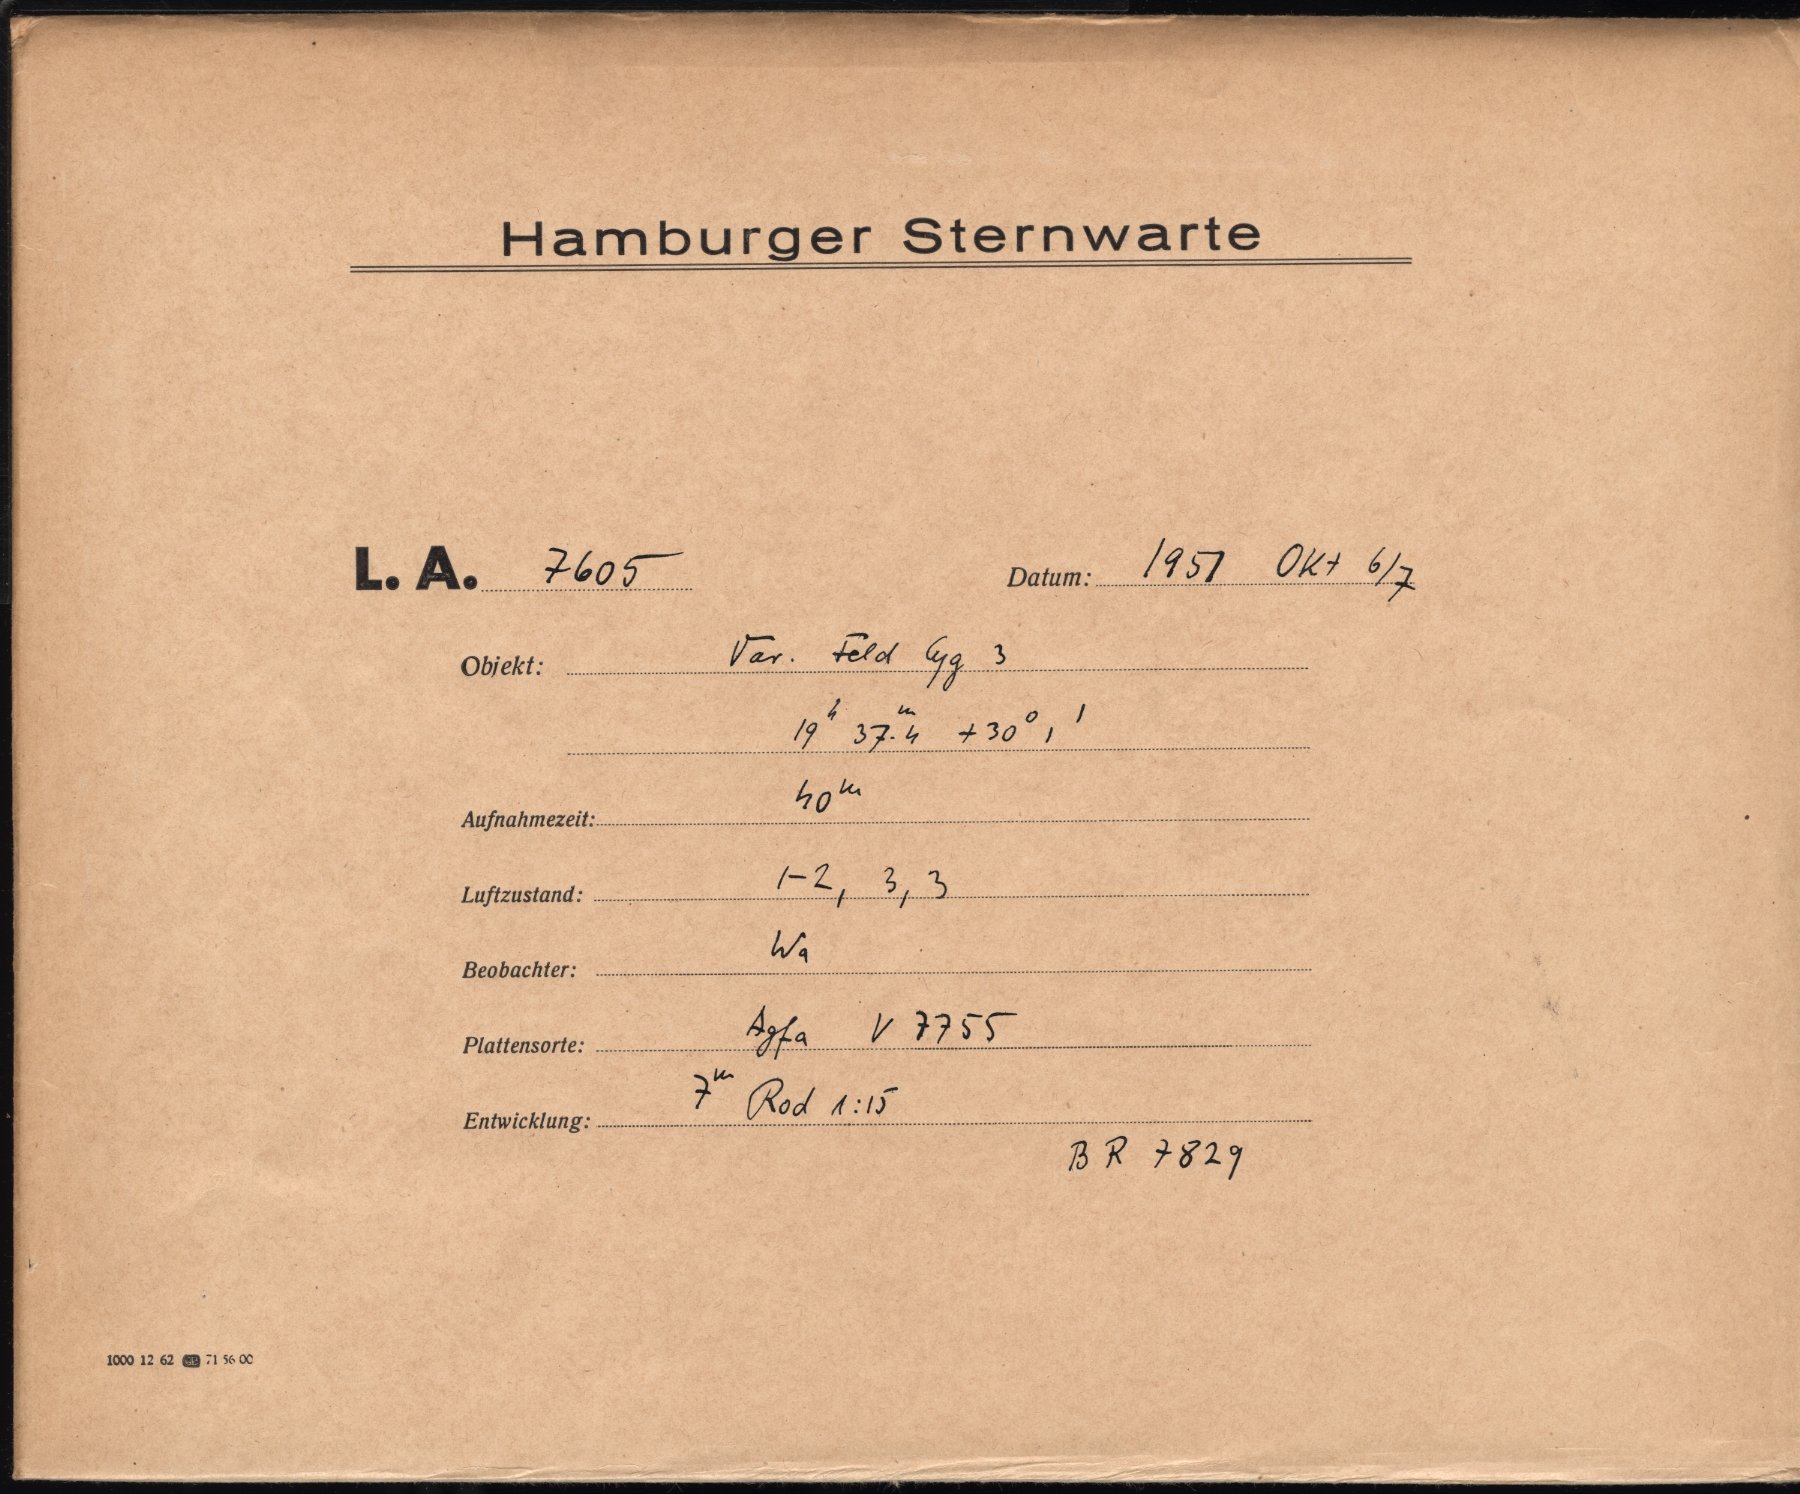 Hamburger Sternwarte
L. A. 7605 Datum: 1951 Okt 6/7
Objekt: Var. Feld Cyg 3
19ʰ 37.ᵐ4 +30° 1'
Aufnahmezeit: 40ᵐ
Luftzustand: 1-2, 3, 3
Beobachter: Wa
Plattensorte: Agfa V 7755
Entwicklung: 7ᵐ Rod 1:15
BR 7829
1000 12 62 71 56 00